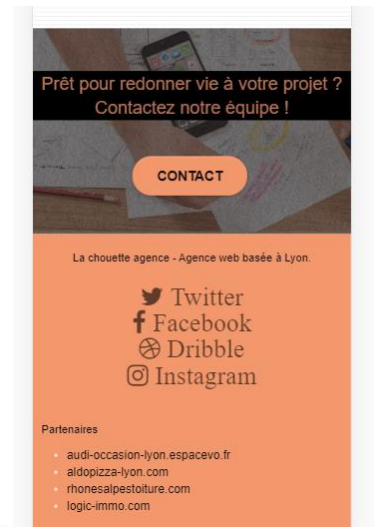 Prêt pour redonner vie à votre projet ?
Contactez notre équipe !
CONTACT
La chouette agence - Agence web basée à Lyon.
Twitter
Facebook
Dribble
Instagram
Partenaires
audi-occasion-lyon.espacevo.fr
aldopizza-lyon.com
rhonesalpestoiture.com
logic-immo.com